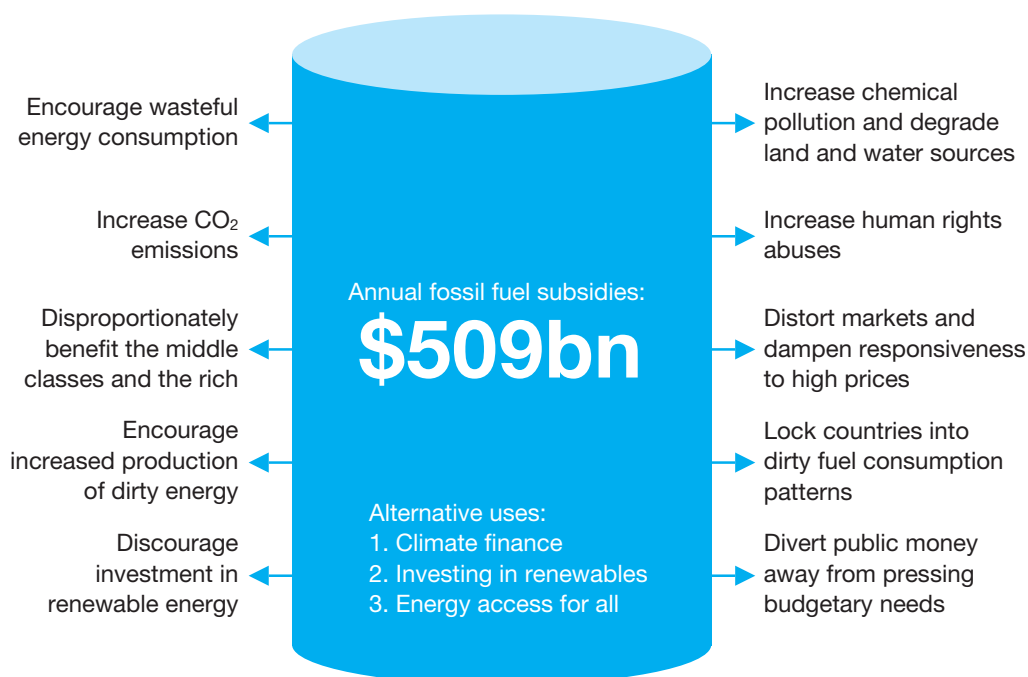 Encourage wasteful
energy consumption
Increase CO₂
emissions
Disproportionately
benefit the middle
classes and the rich
Encourage
increased production
of dirty energy
Discourage
investment in
renewable energy
Annual fossil fuel subsidies:
$509bn
Alternative uses:
1. Climate finance
2. Investing in renewables
3. Energy access for all
Increase chemical
pollution and degrade
land and water sources
Increase human rights
abuses
Distort markets and
dampen responsiveness
to high prices
Lock countries into
dirty fuel consumption
patterns
Divert public money
away from pressing
budgetary needs